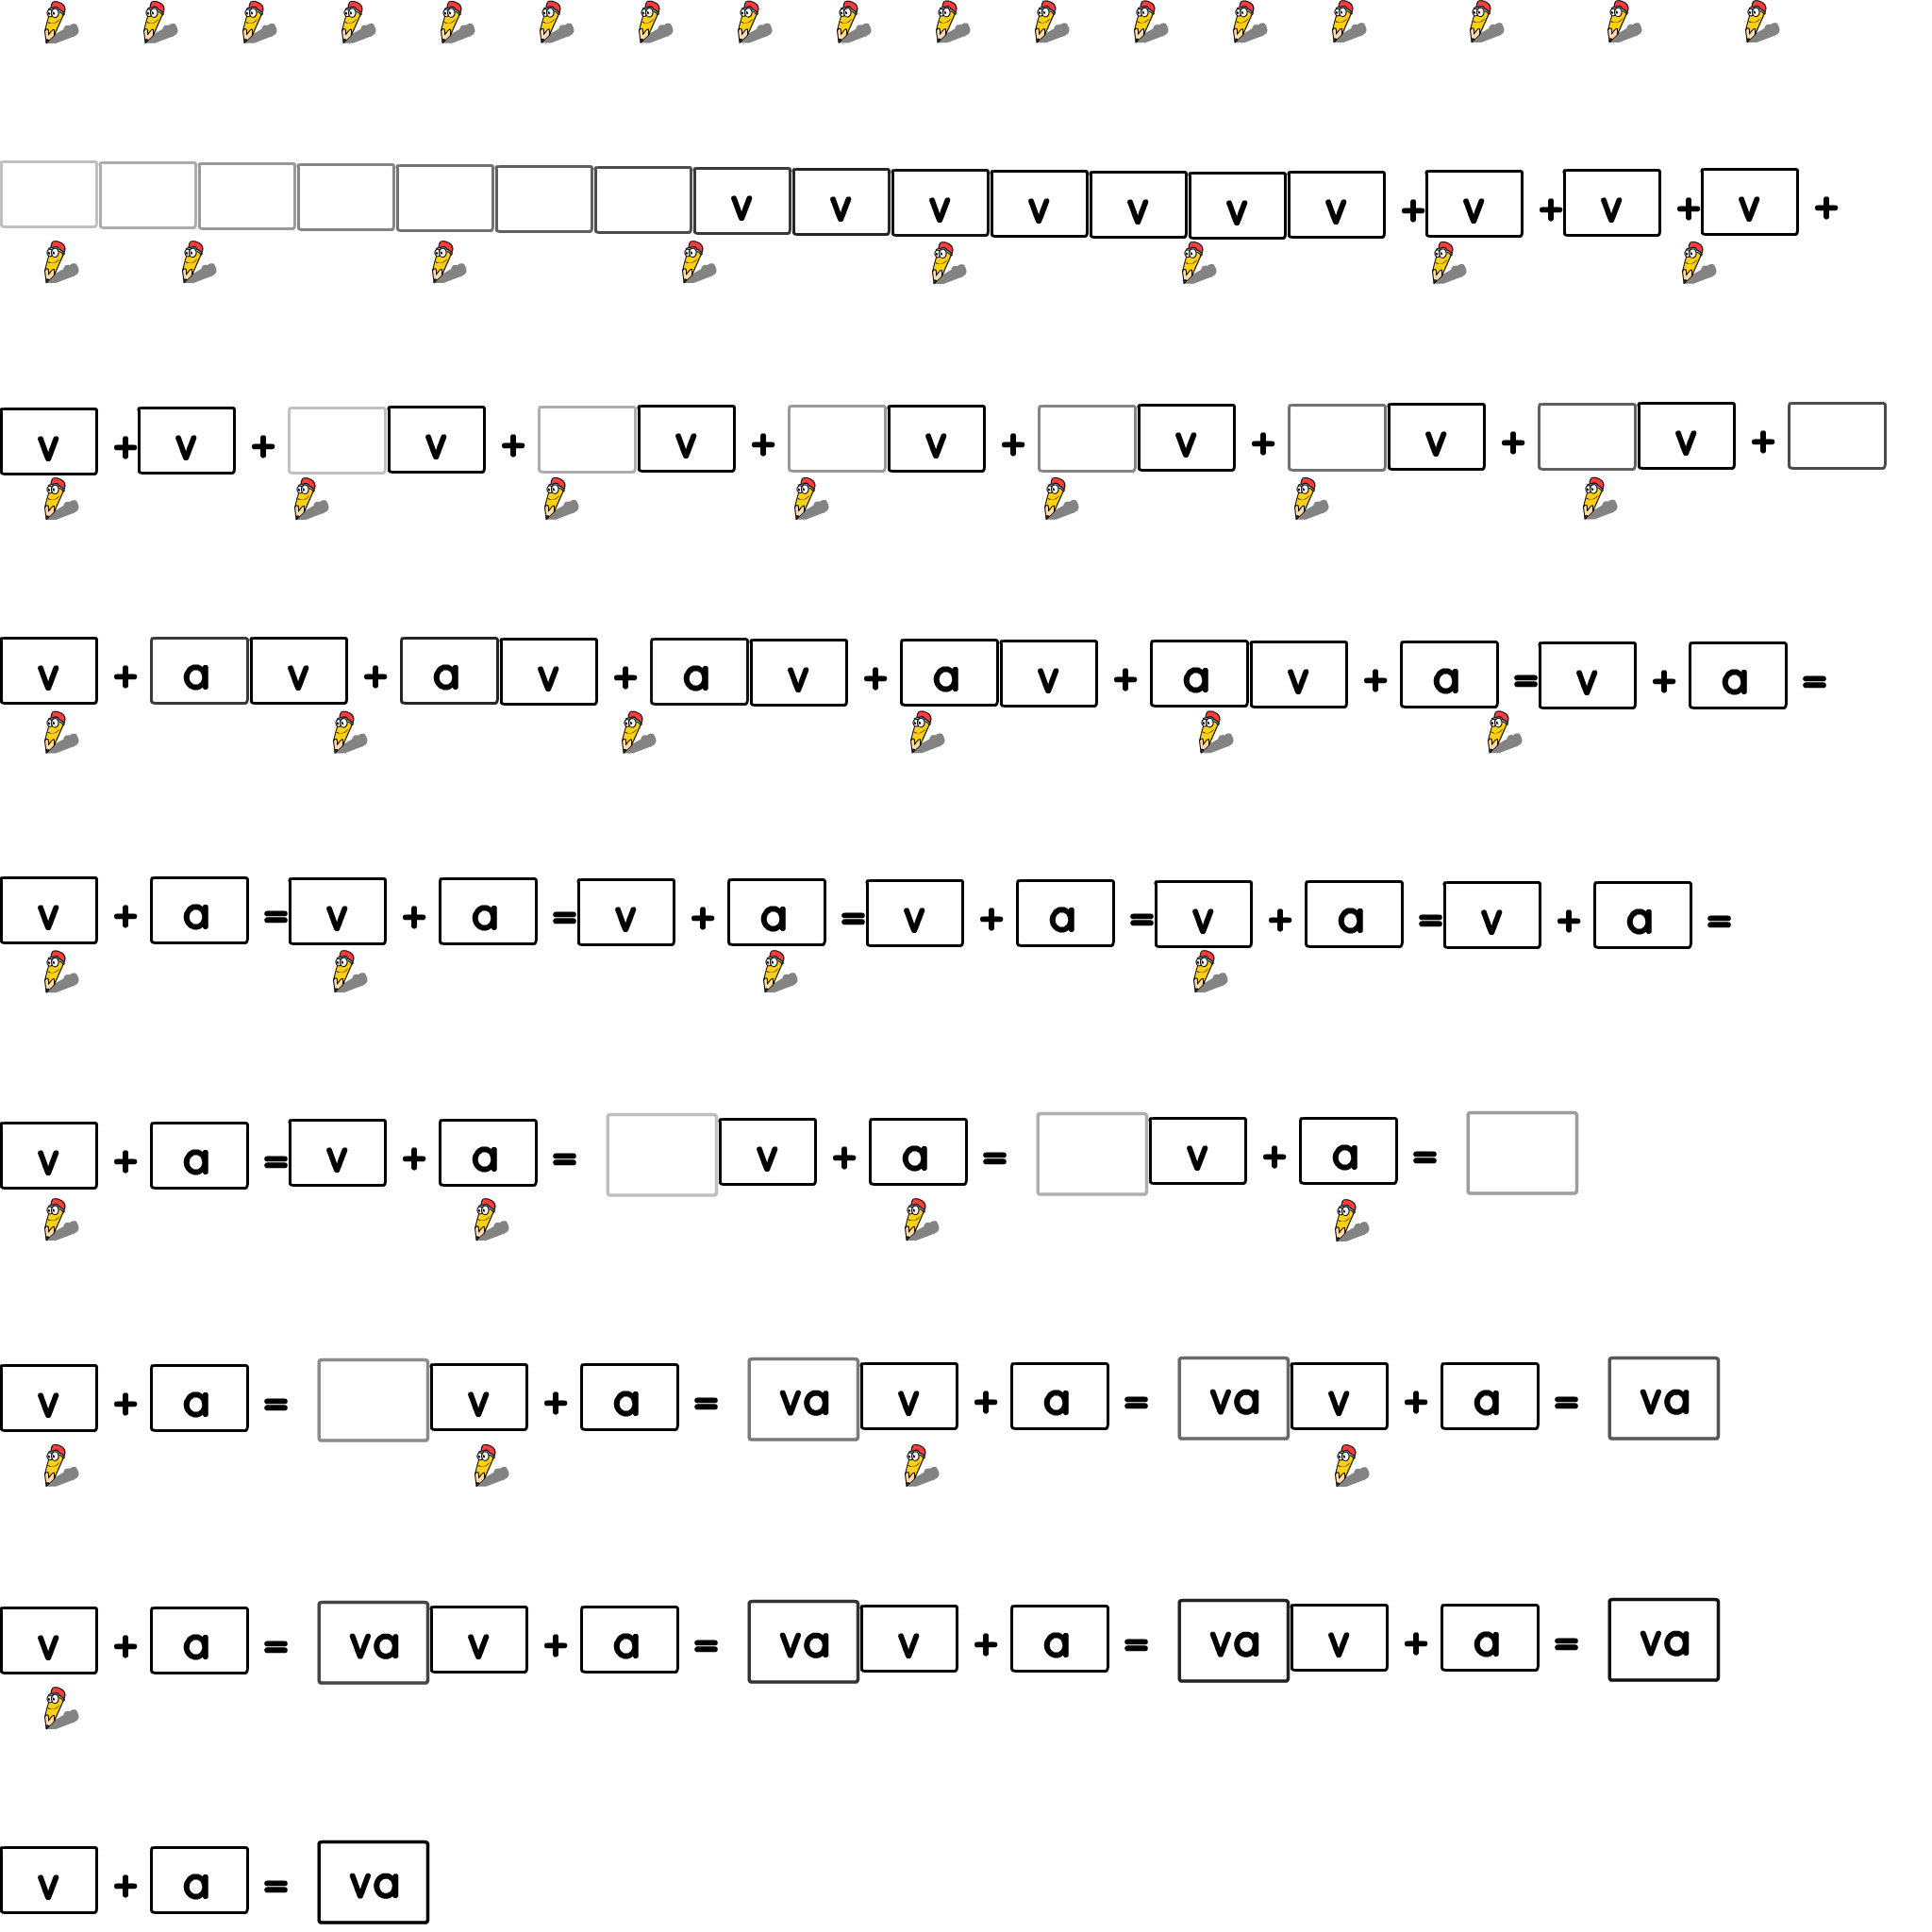 v v v v v v v + v + v + v +
v + v + v + v + v + v + v + v +
v + a v + a v + a v + a v + a v + a = v + a =
v + a = v + a = v + a = v + a = v + a = v + a =
v + a = v + a = v + a = v + a =
v + a = v + a = va v + a = va v + a = va
v + a = va v + a = va v + a = va v + a = va
v + a = va